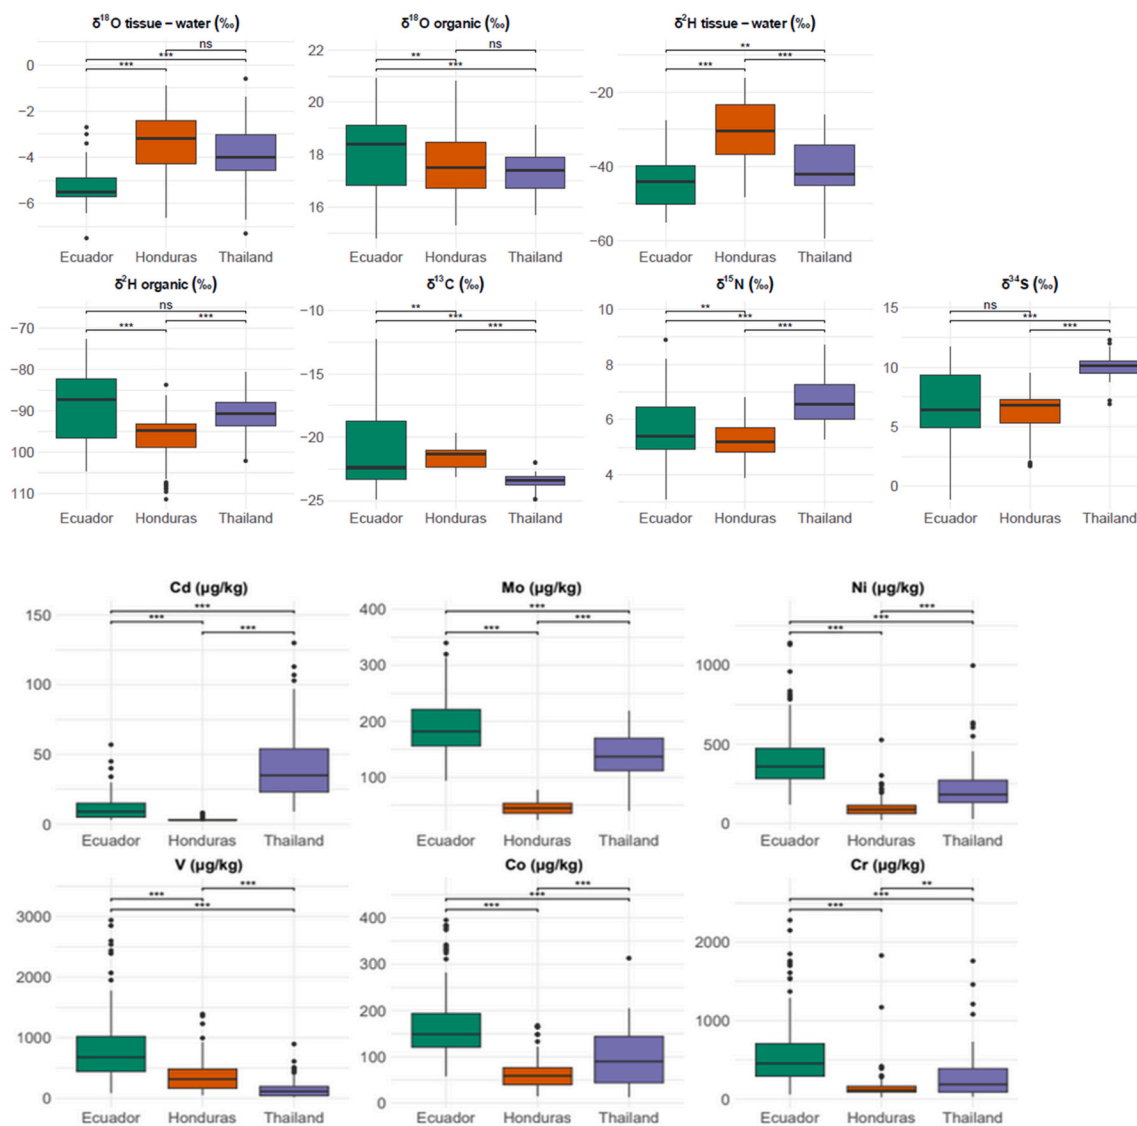 δ18O tissue – water (‰)
δ18O organic (‰)
δ2H tissue–water (‰)
ns
***
***
ns
**
***
**
***
***
0
−2
−4
−6
22
20
18
16
−20
−40
−60
Ecuador Honduras Thailand
Ecuador Honduras Thailand
Ecuador Honduras Thailand
δ2H organic (‰)
δ13C (‰)
δ15N (‰)
δ34S (‰)
ns
***
***
**
***
***
**
***
***
ns
***
***
−70
−80
−90
100
110
−10
−15
−20
−25
10
8
6
4
15
10
5
0
Ecuador Honduras Thailand
Ecuador Honduras Thailand
Ecuador Honduras Thailand
Ecuador Honduras Thailand
Cd (µg/kg)
Mo (µg/kg)
Ni (µg/kg)
***
***
***
***
***
***
***
***
***
150
100
50
0
400
300
200
100
1000
500
0
Ecuador Honduras Thailand
Ecuador Honduras Thailand
Ecuador Honduras Thailand
V (µg/kg)
Co (µg/kg)
Cr (µg/kg)
***
***
***
***
***
***
**
***
***
3000
2000
1000
0
400
300
200
100
0
2000
1000
0
Ecuador Honduras Thailand
Ecuador Honduras Thailand
Ecuador Honduras Thailand